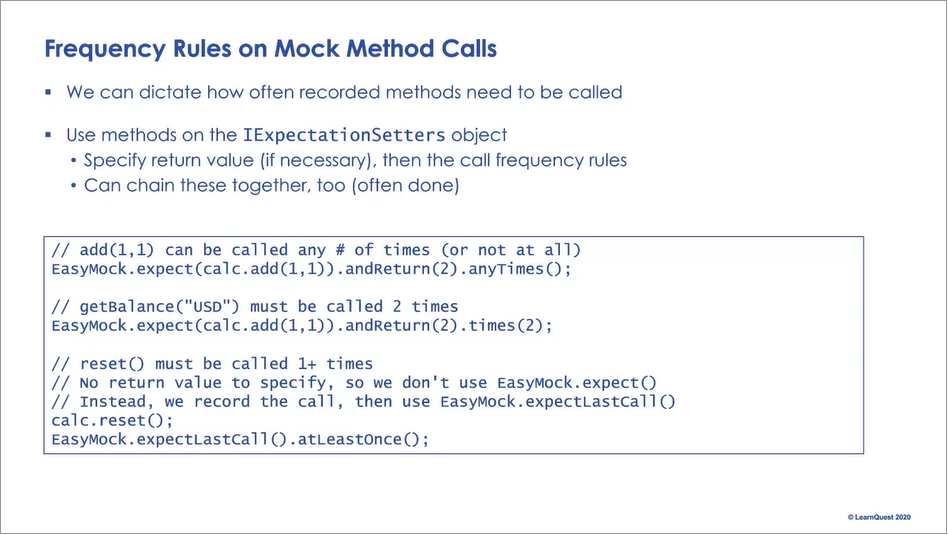 Frequency Rules on Mock Method Calls
▪ We can dictate how often recorded methods need to be called
▪ Use methods on the IExpectationSetters object
• Specify return value (if necessary), then the call frequency rules
• Can chain these together, too (often done)
// add(1,1) can be called any # of times (or not at all)
EasyMock.expect(calc.add(1,1)).andReturn(2).anyTimes();
// getBalance("USD") must be called 2 times
EasyMock.expect(calc.add(1,1)).andReturn(2).times(2);
// reset() must be called 1+ times
// No return value to specify, so we don't use EasyMock.expect()
// Instead, we record the call, then use EasyMock.expectLastCall()
calc.reset();
EasyMock.expectLastCall().atLeastOnce();
© LearnQuest 2020